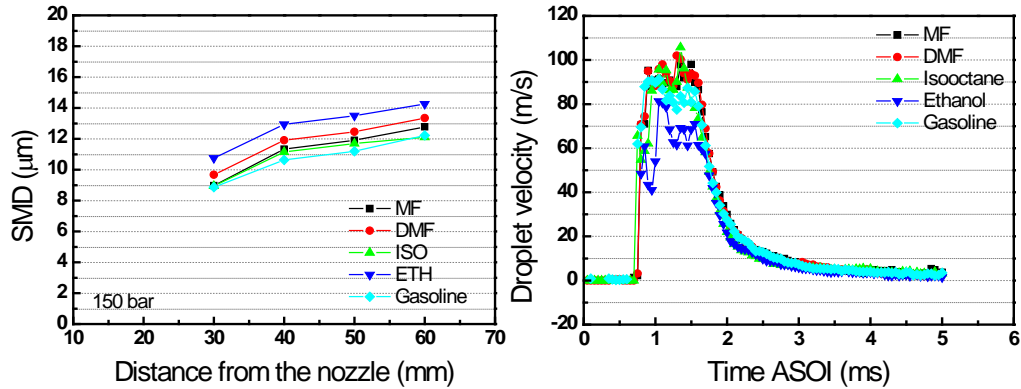 20
18
16
14
12
10
8
6
4
2
0
SMD (µm)
MF
DMF
ISO
ETH
Gasoline
150 bar
0 10 20 30 40 50 60 70
Distance from the nozzle (mm)
120
100
80
60
40
20
0
-20
Droplet velocity (m/s)
MF
DMF
Isooctane
Ethanol
Gasoline
0 1 2 3 4 5 6
Time ASOI (ms)